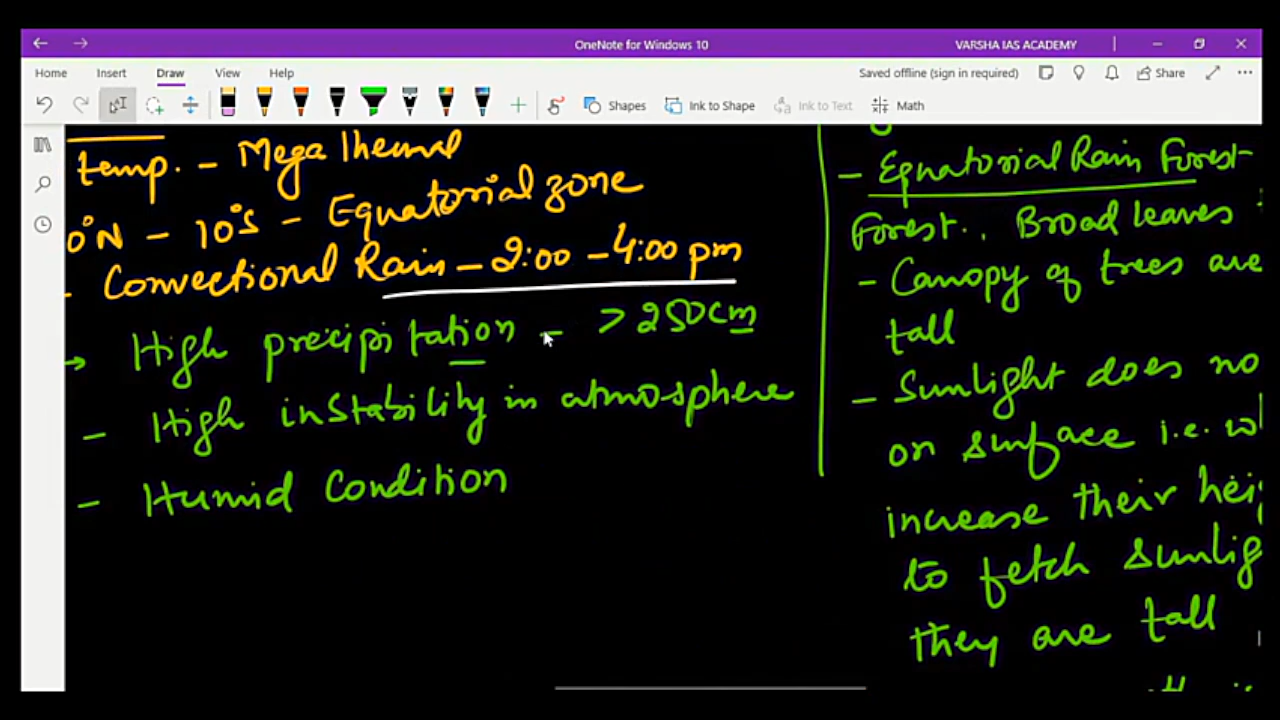 OneNote for Windows 10
VARSHA IAS ACADEMY
Home Insert Draw View Help
Saved offline (sign in required)
Share
Shapes
Ink to Shape
Ink to Text
Math
temp. - Mega Thermal
0°N - 10°S - Equatorial zone
- Convectional Rain - 2:00 - 4:00 pm
→ High precipitation - > 250cm
- High instability in atmosphere
- Humid Condition
- Equatorial Rain Forest
Forest. Broad leaves
- Canopy of trees are
tall
- Sunlight does no
on surface i.e.
increase their hei
to fetch sunlig
they are tall